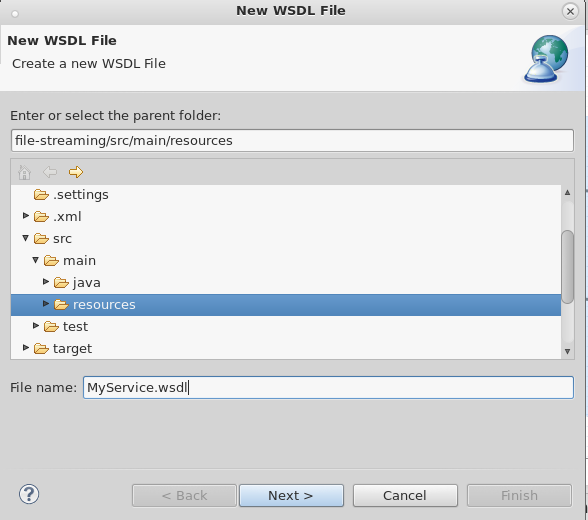 New WSDL File
New WSDL File
Create a new WSDL File
Enter or select the parent folder:
file-streaming/src/main/resources
.settings
.xml
src
main
java
resources
test
target
File name: MyService.wsdl
? < Back Next > Cancel Finish